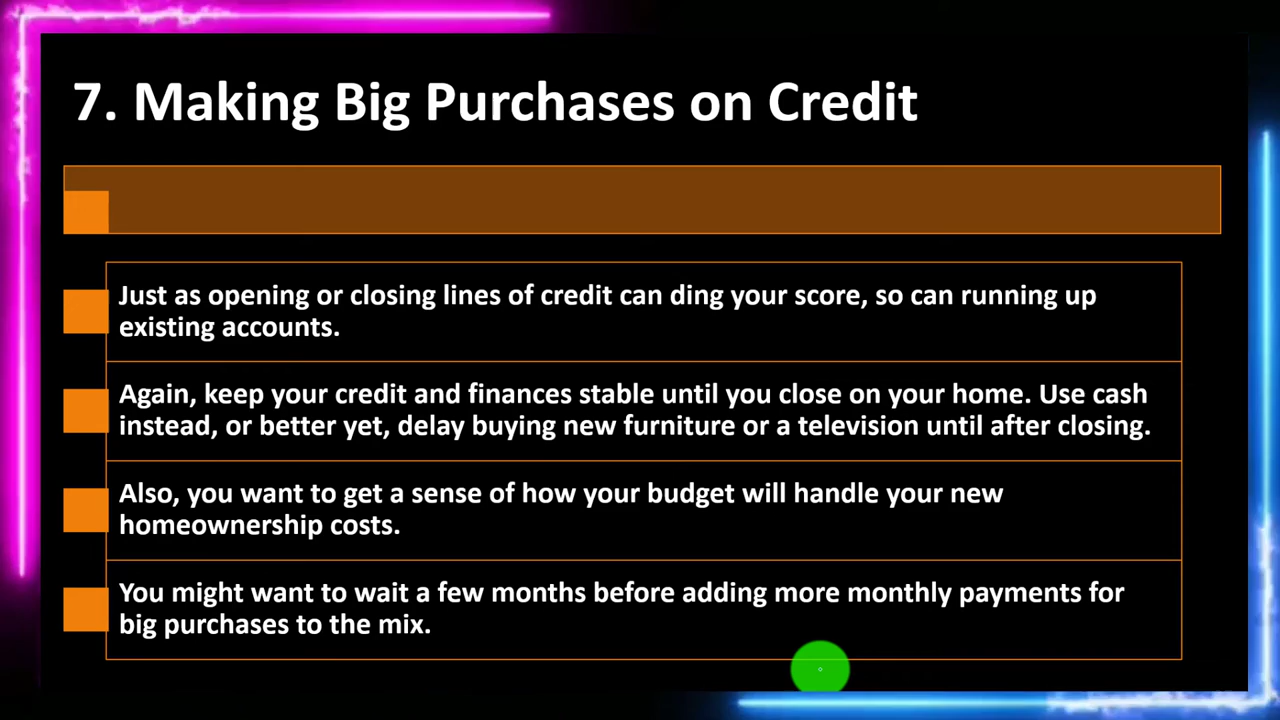 7. Making Big Purchases on Credit
Just as opening or closing lines of credit can ding your score, so can running up
existing accounts.
Again, keep your credit and finances stable until you close on your home. Use cash
instead, or better yet, delay buying new furniture or a television until after closing.
Also, you want to get a sense of how your budget will handle your new
homeownership costs.
You might want to wait a few months before adding more monthly payments for
big purchases to the mix.